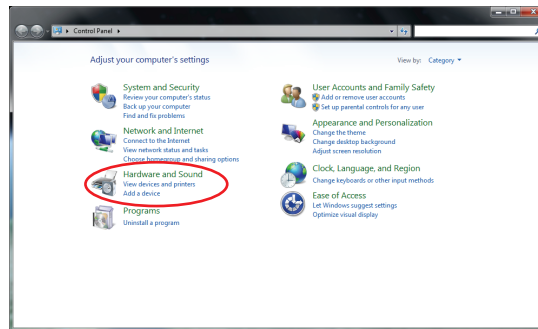 Control Panel
Adjust your computer's settings
View by: Category
System and Security
Review your computer's status
Back up your computer
Find and fix problems
Network and Internet
Connect to the Internet
View network status and tasks
Choose homegroup and sharing options
Hardware and Sound
View devices and printers
Add a device
Programs
Uninstall a program
User Accounts and Family Safety
Add or remove user accounts
Set up parental controls for any user
Appearance and Personalization
Change the theme
Change desktop background
Adjust screen resolution
Clock, Language, and Region
Change keyboards or other input methods
Ease of Access
Let Windows suggest settings
Optimize visual display